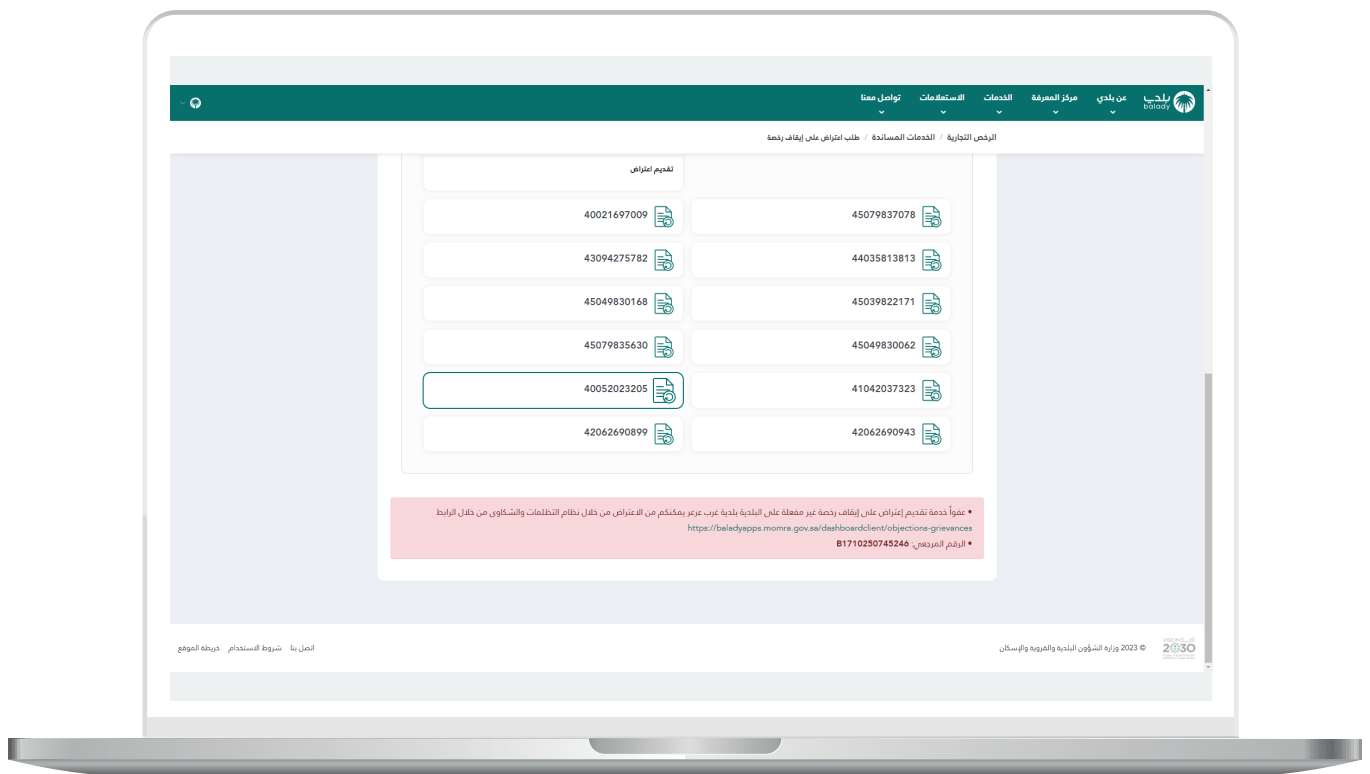 بلدي
balady
عن بلدي مركز المعرفة الخدمات الاستعلامات تواصل معنا
الرخص التجارية / الخدمات المساندة / طلب اعتراض على إيقاف رخصة
تقديم اعتراض
45079837078 40021697009
44035813813 43094275782
45039822171 45049830168
45049830062 45079835630
41042037323 40052023205
42062690943 42062690899
• عفواً خدمة تقديم إعتراض على إيقاف رخصة غير مفعلة على البلدية بلدية غرب عرعر يمكنكم من الاعتراض من خلال نظام التظلمات والشكاوى من خلال الرابط
https://baladyapps.momra.gov.sa/dashboardclient/objections-grievances
• الرقم المرجعي: B1710250745246
VISION رؤية
2030
© 2023 وزارة الشؤون البلدية والقروية والإسكان
اتصل بنا شروط الاستخدام خريطة الموقع